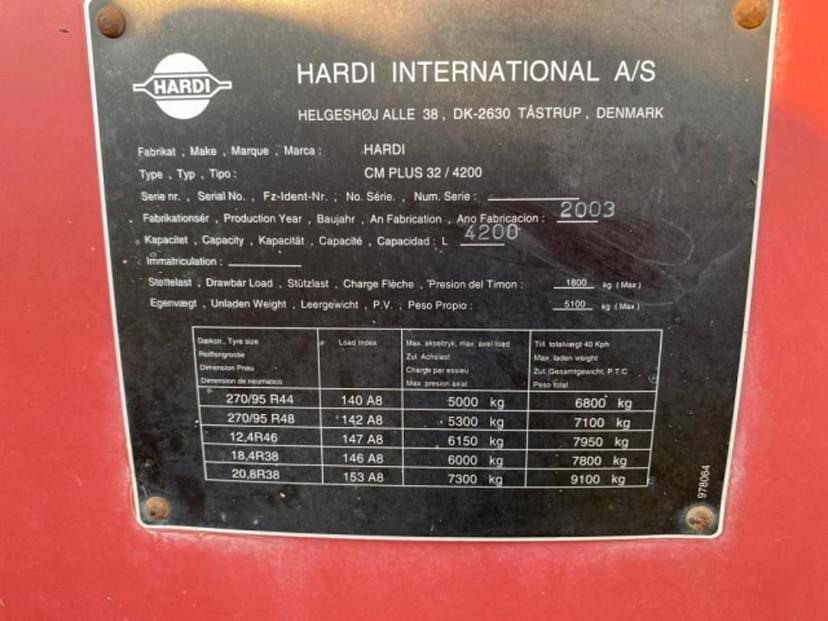 HARDI
HARDI INTERNATIONAL A/S
HELGESHØJ ALLE 38 , DK-2630 TÅSTRUP , DENMARK
Fabrikat , Make , Marque , Marca : HARDI
Type , Typ , Tipo : CM PLUS 32 / 4200
Serie nr. , Serial No. , Fz-Ident-Nr. ; No. Série. , Num. Serie :
Fabrikationsér , Production Year , Baujahr , An Fabrication , Ano Fabricacion : 2003
Kapacitet , Capacity , Kapacität , Capacité , Capacidad : L 4200
Immatriculation :
Støttelast , Drawbar Load , Stützlast , Charge Flèche , Presion del Timon : 1800 kg ( Max )
Egenvægt , Unladen Weight , Leergewicht , P.V. , Peso Propio : 5100 kg ( Max )
Dækstr., Tyre size Load Index Max. akseltryk, max. axel load Till. totalvægt 40 Kph
Reiffengrosse Zul. Achslast Max. laden weight
Dimension Pneu Charge par essieu Zul. Gesamtgewicht, P.T.C
Dimension de neumatico Max. presion axial Peso total
270/95 R44 140 A8 5000 kg 6800 kg
270/95 R48 142 A8 5300 kg 7100 kg
12,4R46 147 A8 6150 kg 7950 kg
18,4R38 146 A8 6000 kg 7800 kg
20,8R38 153 A8 7300 kg 9100 kg
978064